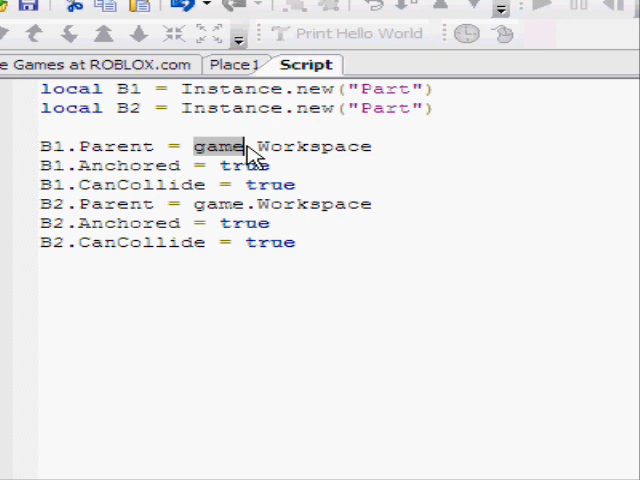 Print Hello World
e Games at ROBLOX.com Place1 Script
local B1 = Instance.new("Part")
local B2 = Instance.new("Part")
B1.Parent = game.Workspace
B1.Anchored = true
B1.CanCollide = true
B2.Parent = game.Workspace
B2.Anchored = true
B2.CanCollide = true